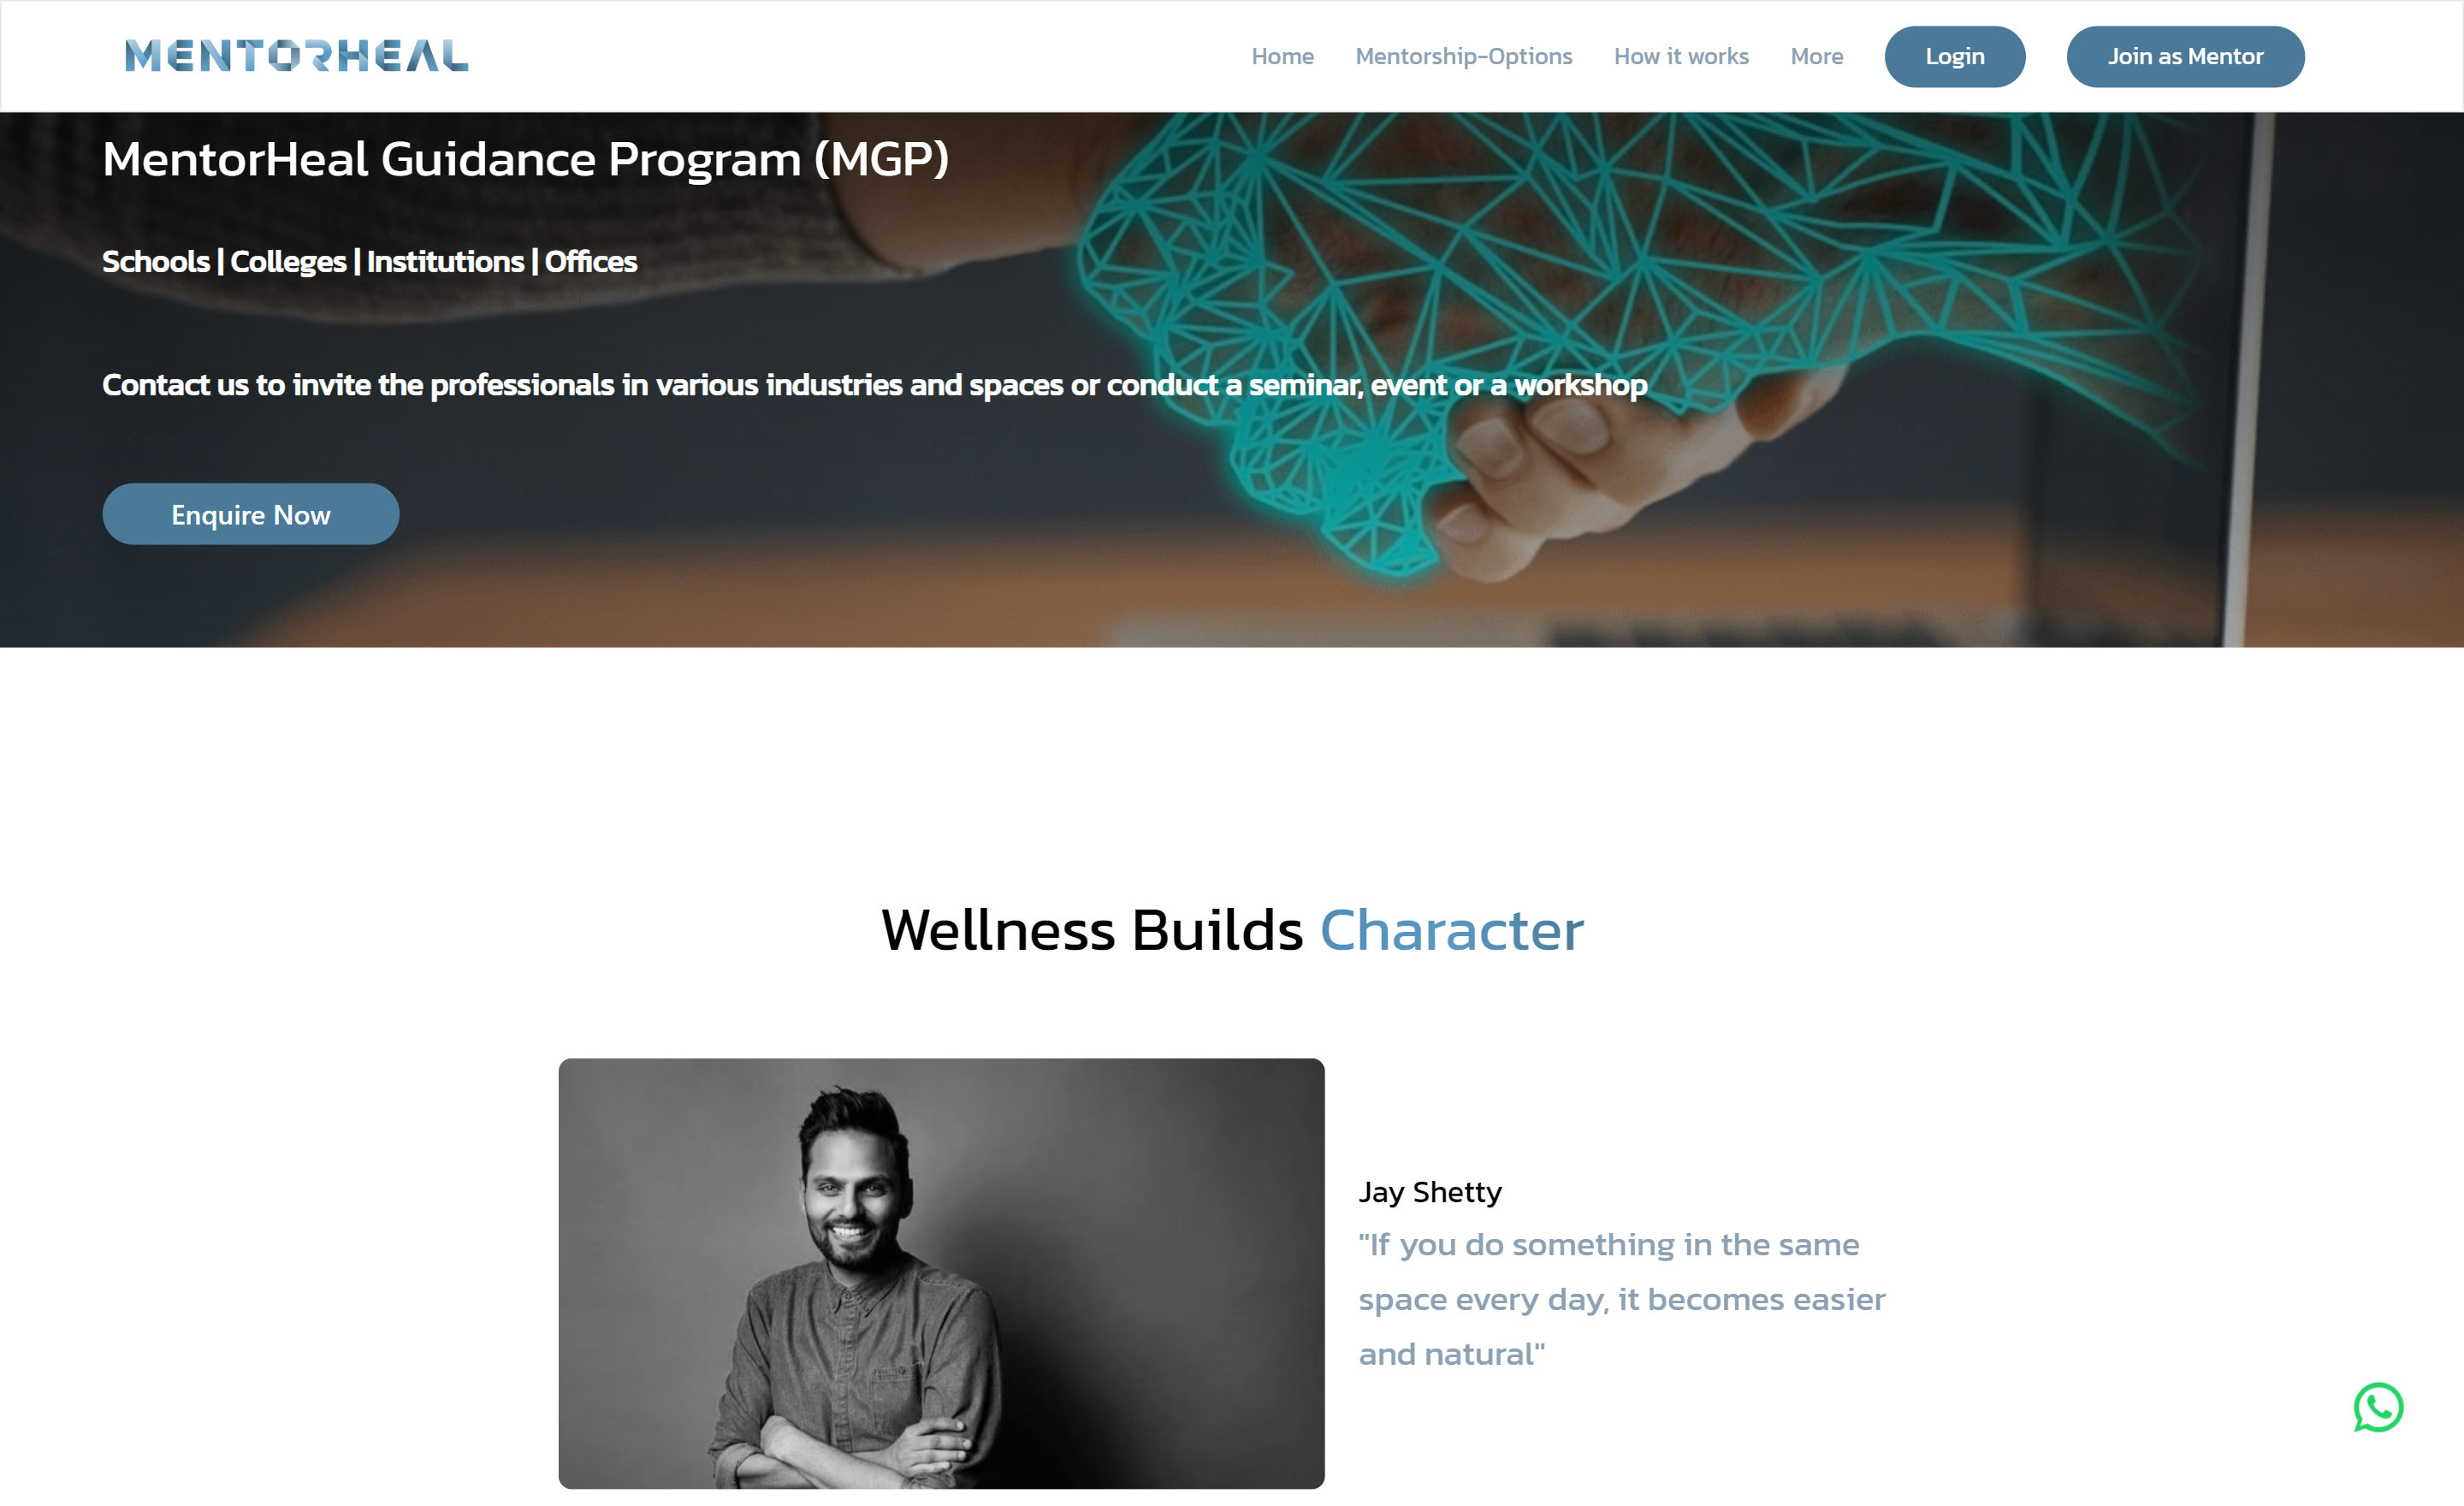 MENTORHEAL
Home Mentorship-Options How it works More Login Join as Mentor
MentorHeal Guidance Program (MGP)
Schools | Colleges | Institutions | Offices
Contact us to invite the professionals in various industries and spaces or conduct a seminar, event or a workshop
Enquire Now
Wellness Builds Character
Jay Shetty
"If you do something in the same
space every day, it becomes easier
and natural"